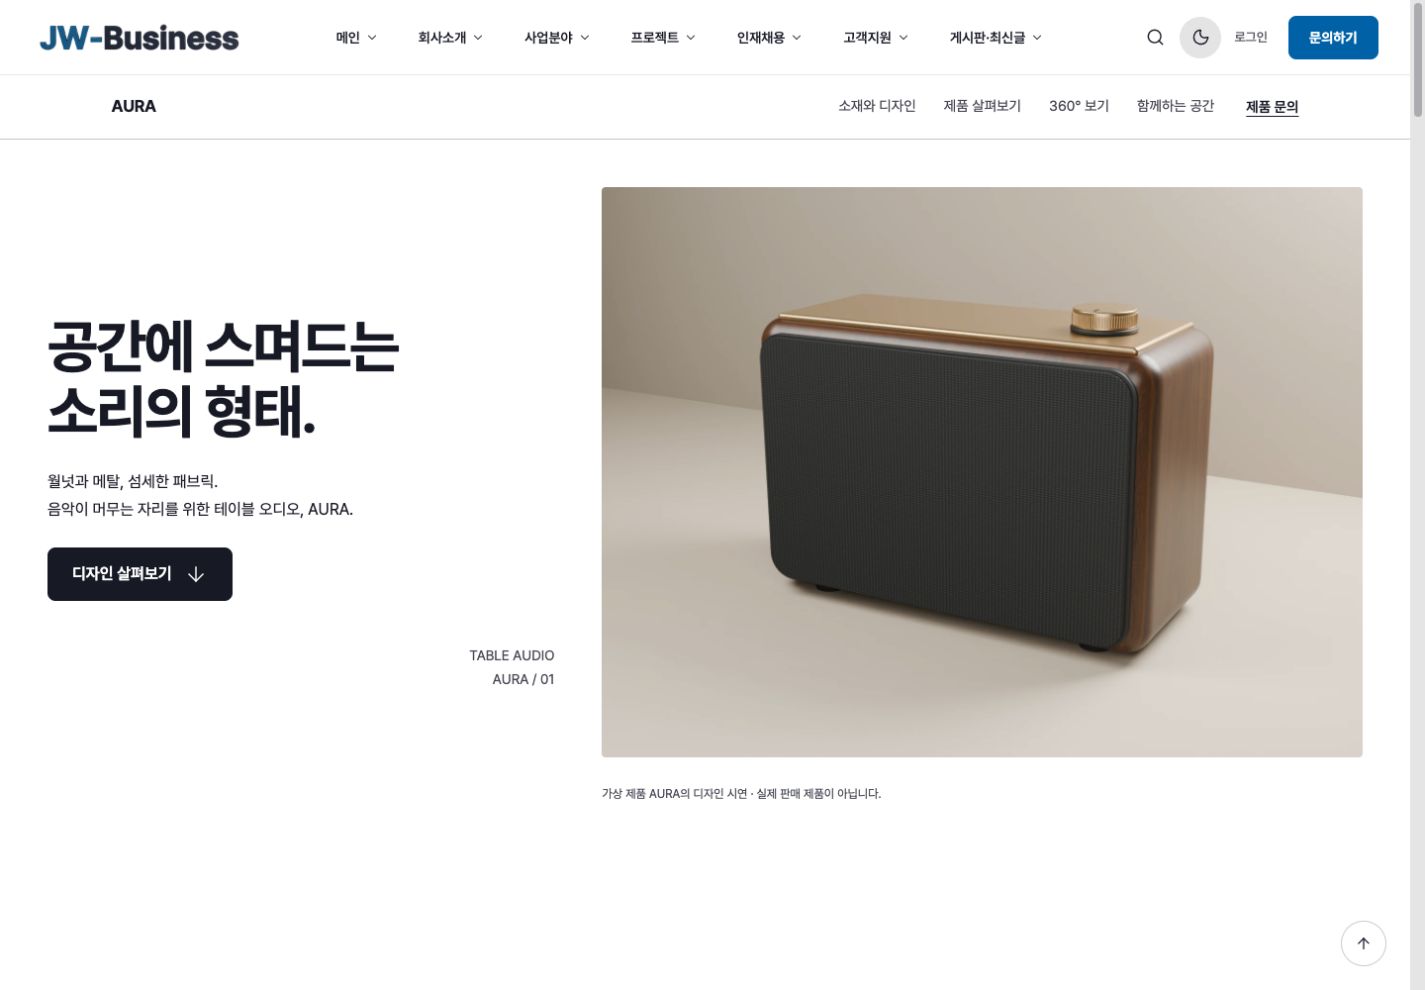 JW-Business
메인
회사소개
사업분야
프로젝트
인재채용
고객지원
게시판·최신글
로그인
문의하기
AURA
소재와 디자인
제품 살펴보기
360° 보기
함께하는 공간
제품 문의
공간에 스며드는
소리의 형태.
월넛과 메탈, 섬세한 패브릭.
음악이 머무는 자리를 위한 테이블 오디오, AURA.
디자인 살펴보기
TABLE AUDIO
AURA / 01
가상 제품 AURA의 디자인 시연 · 실제 판매 제품이 아닙니다.